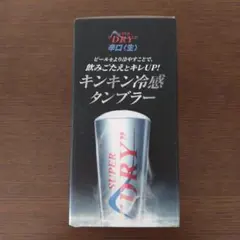 SUPER
"DRY"
辛口〈生〉
ビールをより冷やすことで、
飲みごたえとキレUP!
キンキン冷感
タンブラー
SUPER
"DRY"